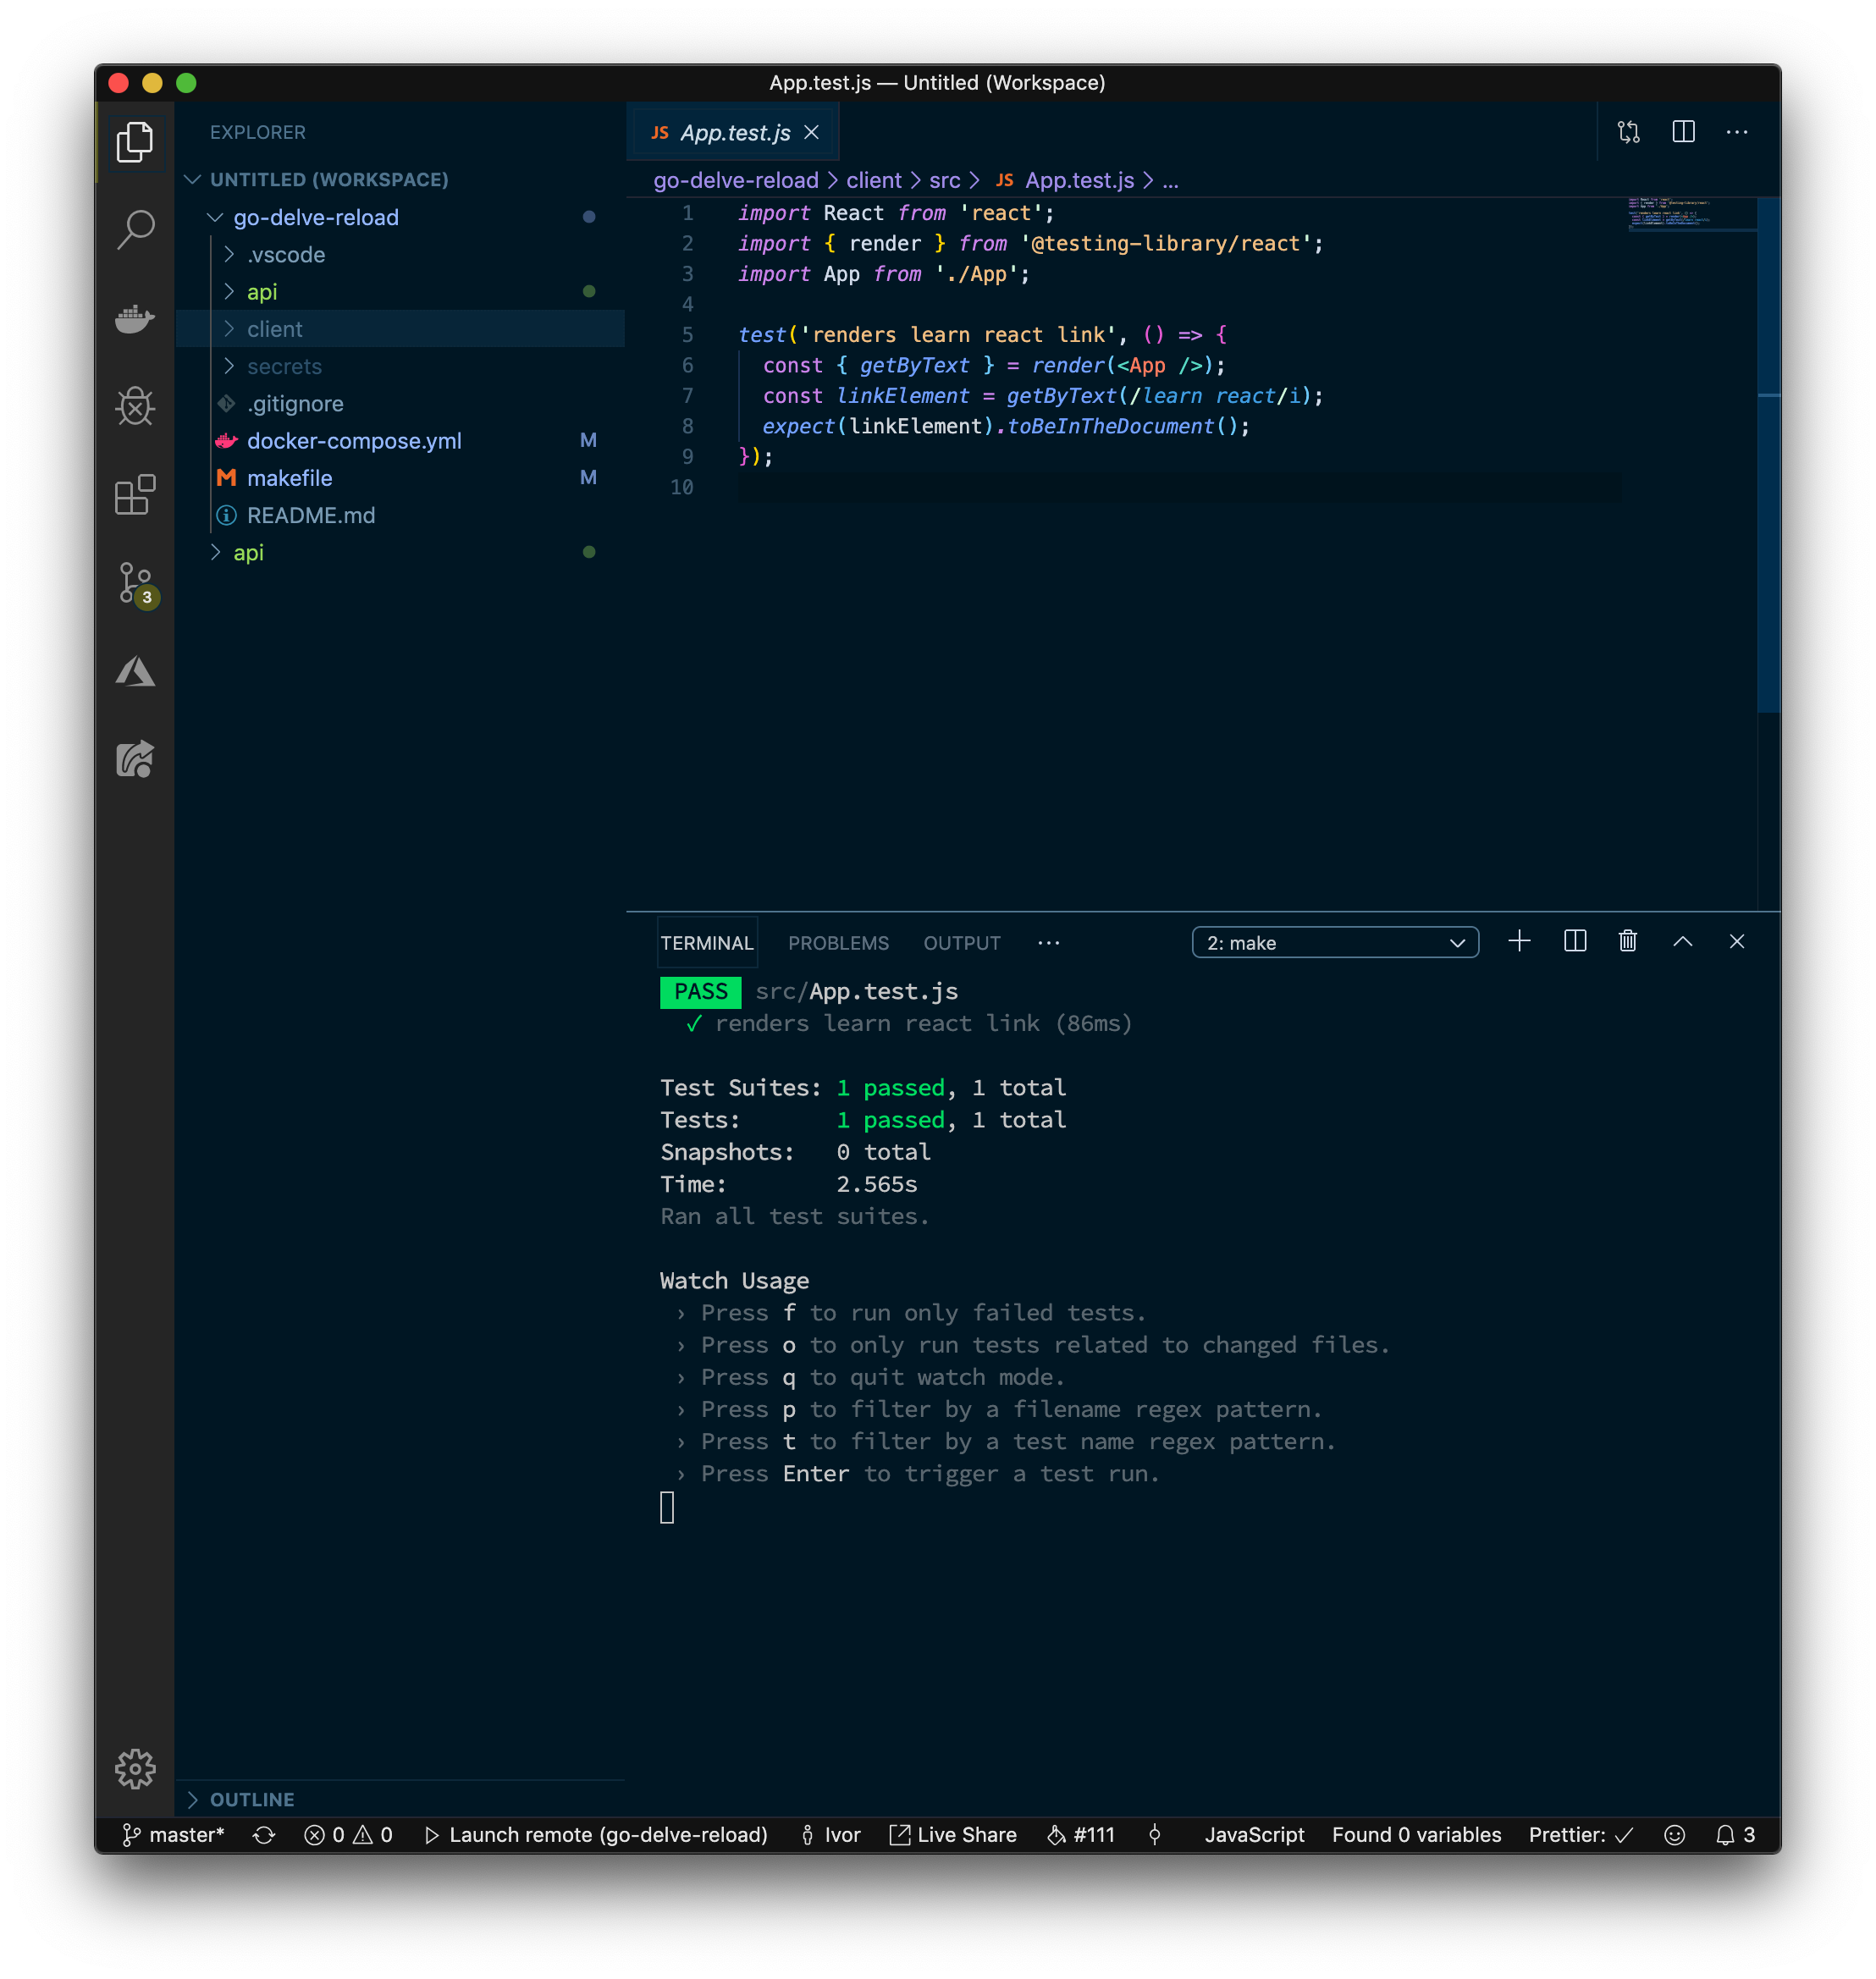 App.test.js — Untitled (Workspace)
EXPLORER
UNTITLED (WORKSPACE)
go-delve-reload
.vscode
api
client
secrets
.gitignore
docker-compose.yml M
makefile M
README.md
api
3
OUTLINE
JS App.test.js
go-delve-reload > client > src > JS App.test.js > ...
1 import React from 'react';
2 import { render } from '@testing-library/react';
3 import App from './App';
4
5 test('renders learn react link', () => {
6 const { getByText } = render(<App />);
7 const linkElement = getByText(/learn react/i);
8 expect(linkElement).toBeInTheDocument();
9 });
10
TERMINAL PROBLEMS OUTPUT ... 2: make
PASS src/App.test.js
✓ renders learn react link (86ms)
Test Suites: 1 passed, 1 total
Tests: 1 passed, 1 total
Snapshots: 0 total
Time: 2.565s
Ran all test suites.
Watch Usage
› Press f to run only failed tests.
› Press o to only run tests related to changed files.
› Press q to quit watch mode.
› Press p to filter by a filename regex pattern.
› Press t to filter by a test name regex pattern.
› Press Enter to trigger a test run.
master* 0 0 Launch remote (go-delve-reload) Ivor Live Share #111 JavaScript Found 0 variables Prettier: ✓ 3